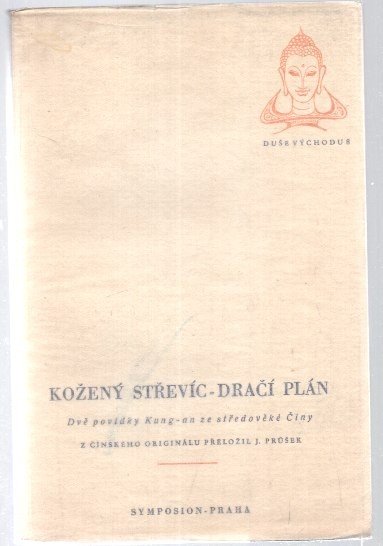 DUŠE VÝCHODU 8
KOŽENÝ STŘEVÍC-DRAČÍ PLÁN
Dvě povídky Kung-an ze středověké Číny
Z ČÍNSKÉHO ORIGINÁLU PŘELOŽIL J. PRŮŠEK
SYMPOSION-PRAHA